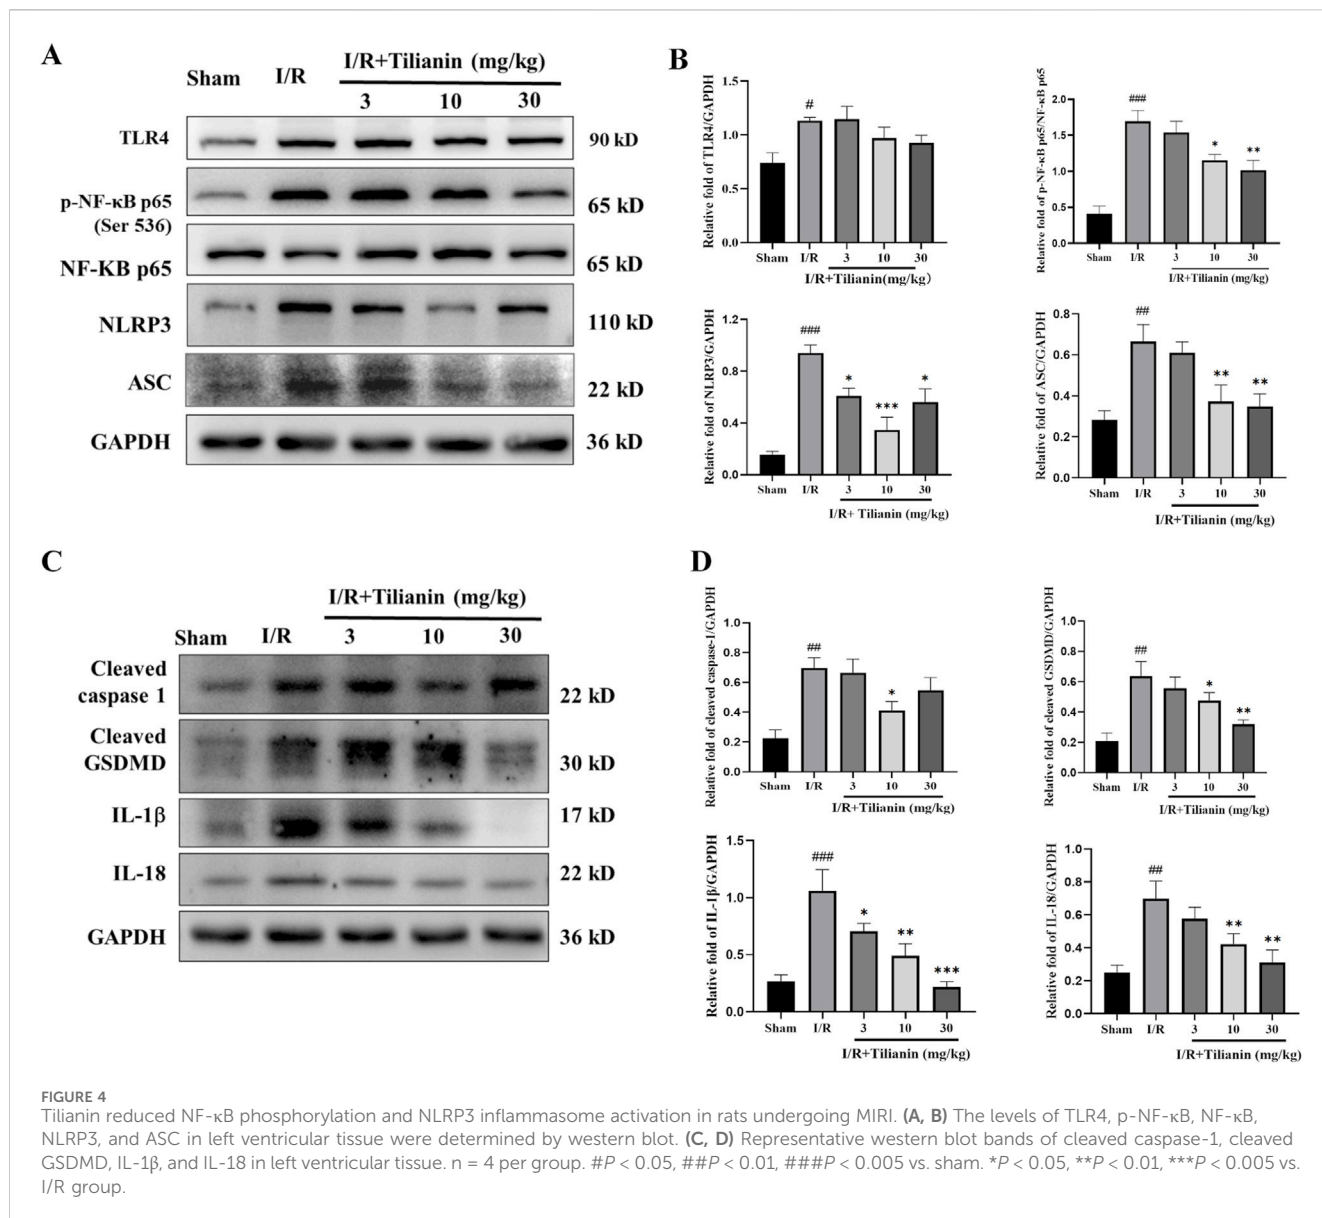 A
Sham I/R I/R+Tilianin (mg/kg)
3 10 30
TLR4 90 kD
p-NF-κB p65
(Ser 536) 65 kD
NF-KB p65 65 kD
NLRP3 110 kD
ASC 22 kD
GAPDH 36 kD
B
Relative fold of TLR4/GAPDH
1.5
1.0
0.5
0.0
#
Sham I/R 3 10 30
I/R+Tilianin(mg/kg)
Relative fold of p-NF-κB p65/NF-κB p65
2.0
1.5
1.0
0.5
0.0
### * **
Sham I/R 3 10 30
I/R+Tilianin(mg/kg)
Relative fold of NLRP3/GAPDH
1.2
0.8
0.4
0.0
### * *** *
Sham I/R 3 10 30
I/R+ Tilianin (mg/kg)
Relative fold of ASC/GAPDH
0.8
0.6
0.4
0.2
0.0
## ** **
Sham I/R 3 10 30
I/R+Tilianin (mg/kg)
C
Sham I/R I/R+Tilianin (mg/kg)
3 10 30
Cleaved
caspase 1 22 kD
Cleaved
GSDMD 30 kD
IL-1β 17 kD
IL-18 22 kD
GAPDH 36 kD
D
Relative fold of cleaved caspase-1/GAPDH
1.0
0.8
0.6
0.4
0.2
0.0
## *
Sham I/R 3 10 30
I/R+Tilianin (mg/kg)
Relative fold of cleaved GSDMD/GAPDH
1.0
0.8
0.6
0.4
0.2
0.0
## * **
Sham I/R 3 10 30
I/R+Tilianin (mg/kg)
Relative fold of IL-1β/GAPDH
1.5
1.0
0.5
0.0
### * ** ***
Sham I/R 3 10 30
I/R+Tilianin (mg/kg)
Relative fold of IL-18/GAPDH
1.0
0.8
0.6
0.4
0.2
0.0
## ** **
Sham I/R 3 10 30
I/R+Tilianin (mg/kg)
FIGURE 4
Tilianin reduced NF-κB phosphorylation and NLRP3 inflammasome activation in rats undergoing MIRI. (A, B) The levels of TLR4, p-NF-κB, NF-κB,
NLRP3, and ASC in left ventricular tissue were determined by western blot. (C, D) Representative western blot bands of cleaved caspase-1, cleaved
GSDMD, IL-1β, and IL-18 in left ventricular tissue. n = 4 per group. #P < 0.05, ##P < 0.01, ###P < 0.005 vs. sham. *P < 0.05, **P < 0.01, ***P < 0.005 vs.
I/R group.